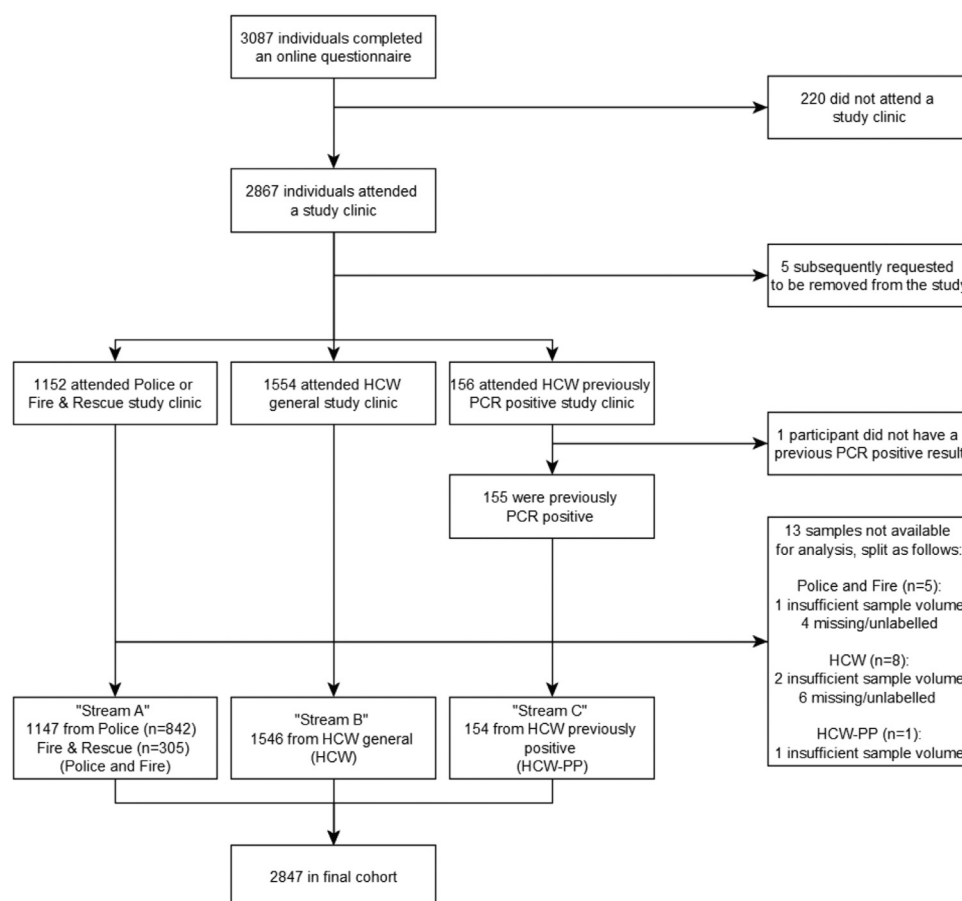 3087 individuals completed
an online questionnaire
220 did not attend a
study clinic
2867 individuals attended
a study clinic
5 subsequently requested
to be removed from the study
1152 attended Police or
Fire & Rescue study clinic
1554 attended HCW
general study clinic
156 attended HCW previously
PCR positive study clinic
1 participant did not have a
previous PCR positive result
155 were previously
PCR positive
13 samples not available
for analysis, split as follows:
Police and Fire (n=5):
1 insufficient sample volume
4 missing/unlabelled
HCW (n=8):
2 insufficient sample volume
6 missing/unlabelled
HCW-PP (n=1):
1 insufficient sample volume
"Stream A"
1147 from Police (n=842)
Fire & Rescue (n=305)
(Police and Fire)
"Stream B"
1546 from HCW general
(HCW)
"Stream C"
154 from HCW previously
positive
(HCW-PP)
2847 in final cohort